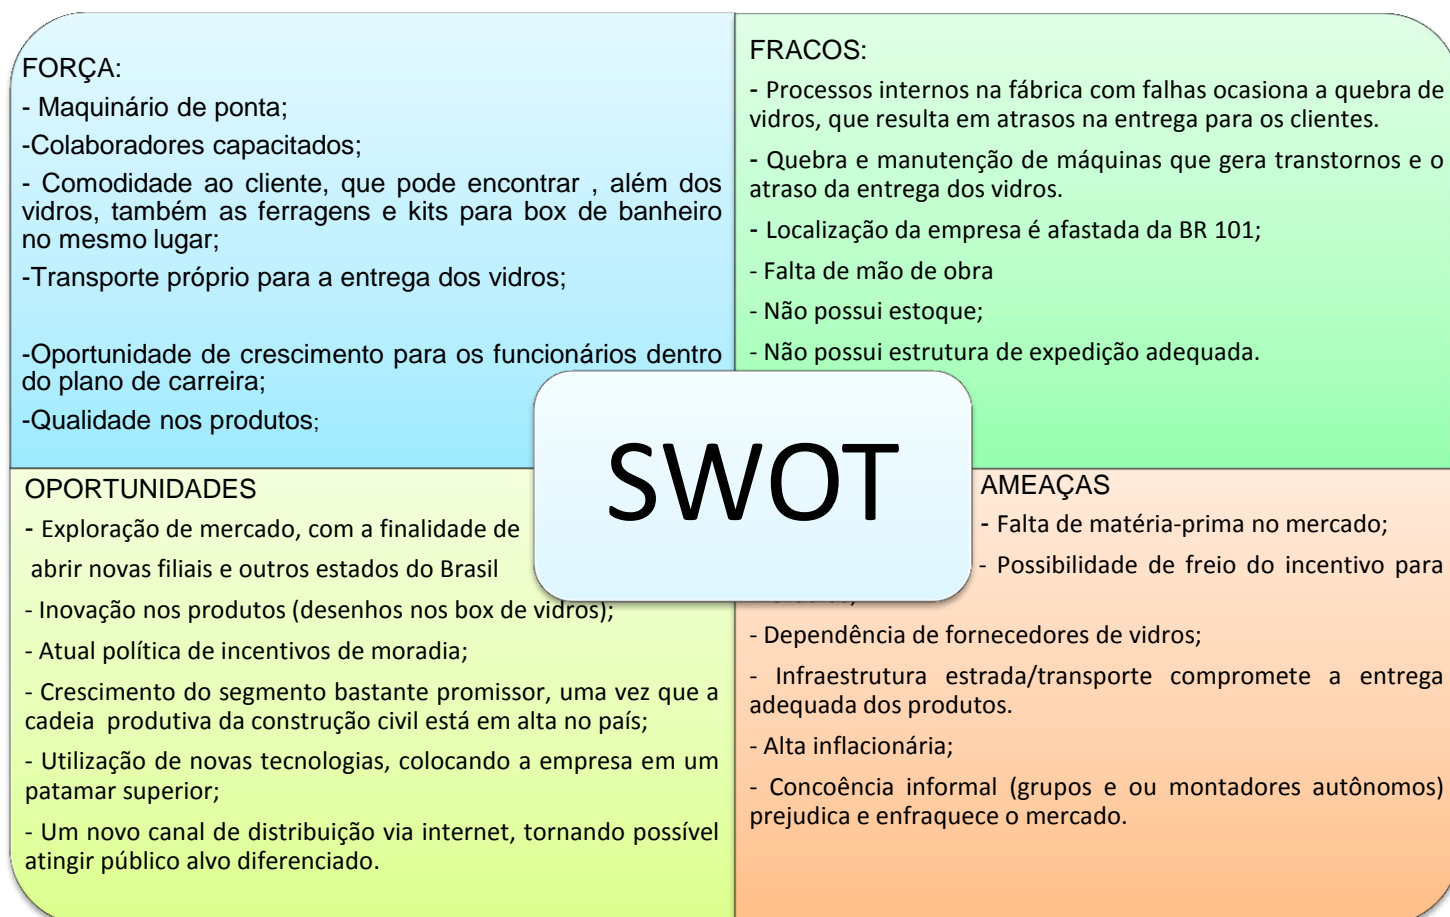 FORÇA:
- Maquinário de ponta;
-Colaboradores capacitados;
- Comodidade ao cliente, que pode encontrar , além dos
vidros, também as ferragens e kits para box de banheiro
no mesmo lugar;
-Transporte próprio para a entrega dos vidros;
-Oportunidade de crescimento para os funcionários dentro
do plano de carreira;
-Qualidade nos produtos;
FRACOS:
- Processos internos na fábrica com falhas ocasiona a quebra de
vidros, que resulta em atrasos na entrega para os clientes.
- Quebra e manutenção de máquinas que gera transtornos e o
atraso da entrega dos vidros.
- Localização da empresa é afastada da BR 101;
- Falta de mão de obra
- Não possui estoque;
- Não possui estrutura de expedição adequada.
SWOT
OPORTUNIDADES
- Exploração de mercado, com a finalidade de
abrir novas filiais e outros estados do Brasil
- Inovação nos produtos (desenhos nos box de vidros);
- Atual política de incentivos de moradia;
- Crescimento do segmento bastante promissor, uma vez que a
cadeia produtiva da construção civil está em alta no país;
- Utilização de novas tecnologias, colocando a empresa em um
patamar superior;
- Um novo canal de distribuição via internet, tornando possível
atingir público alvo diferenciado.
AMEAÇAS
- Falta de matéria-prima no mercado;
- Possibilidade de freio do incentivo para
- Dependência de fornecedores de vidros;
- Infraestrutura estrada/transporte compromete a entrega
adequada dos produtos.
- Alta inflacionária;
- Concoência informal (grupos e ou montadores autônomos)
prejudica e enfraquece o mercado.